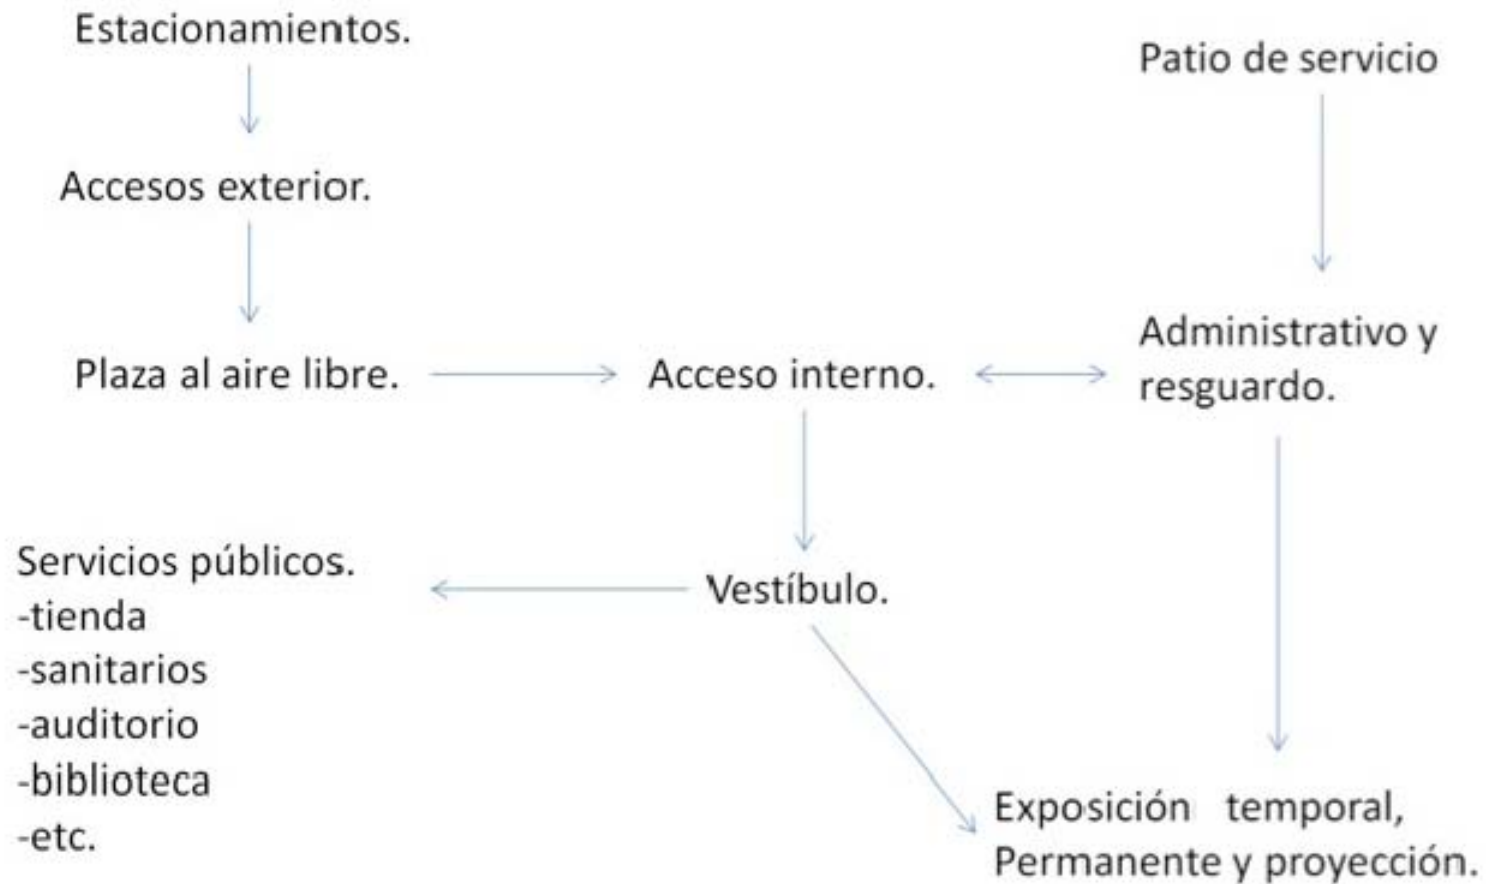 Estacionamientos.
Patio de servicio
Accesos exterior.
Administrativo y
resguardo.
Plaza al aire libre.
Acceso interno.
Servicios públicos.
-tienda
-sanitarios
-auditorio
-biblioteca
-etc.
Vestíbulo.
Exposición temporal,
Permanente y proyección.